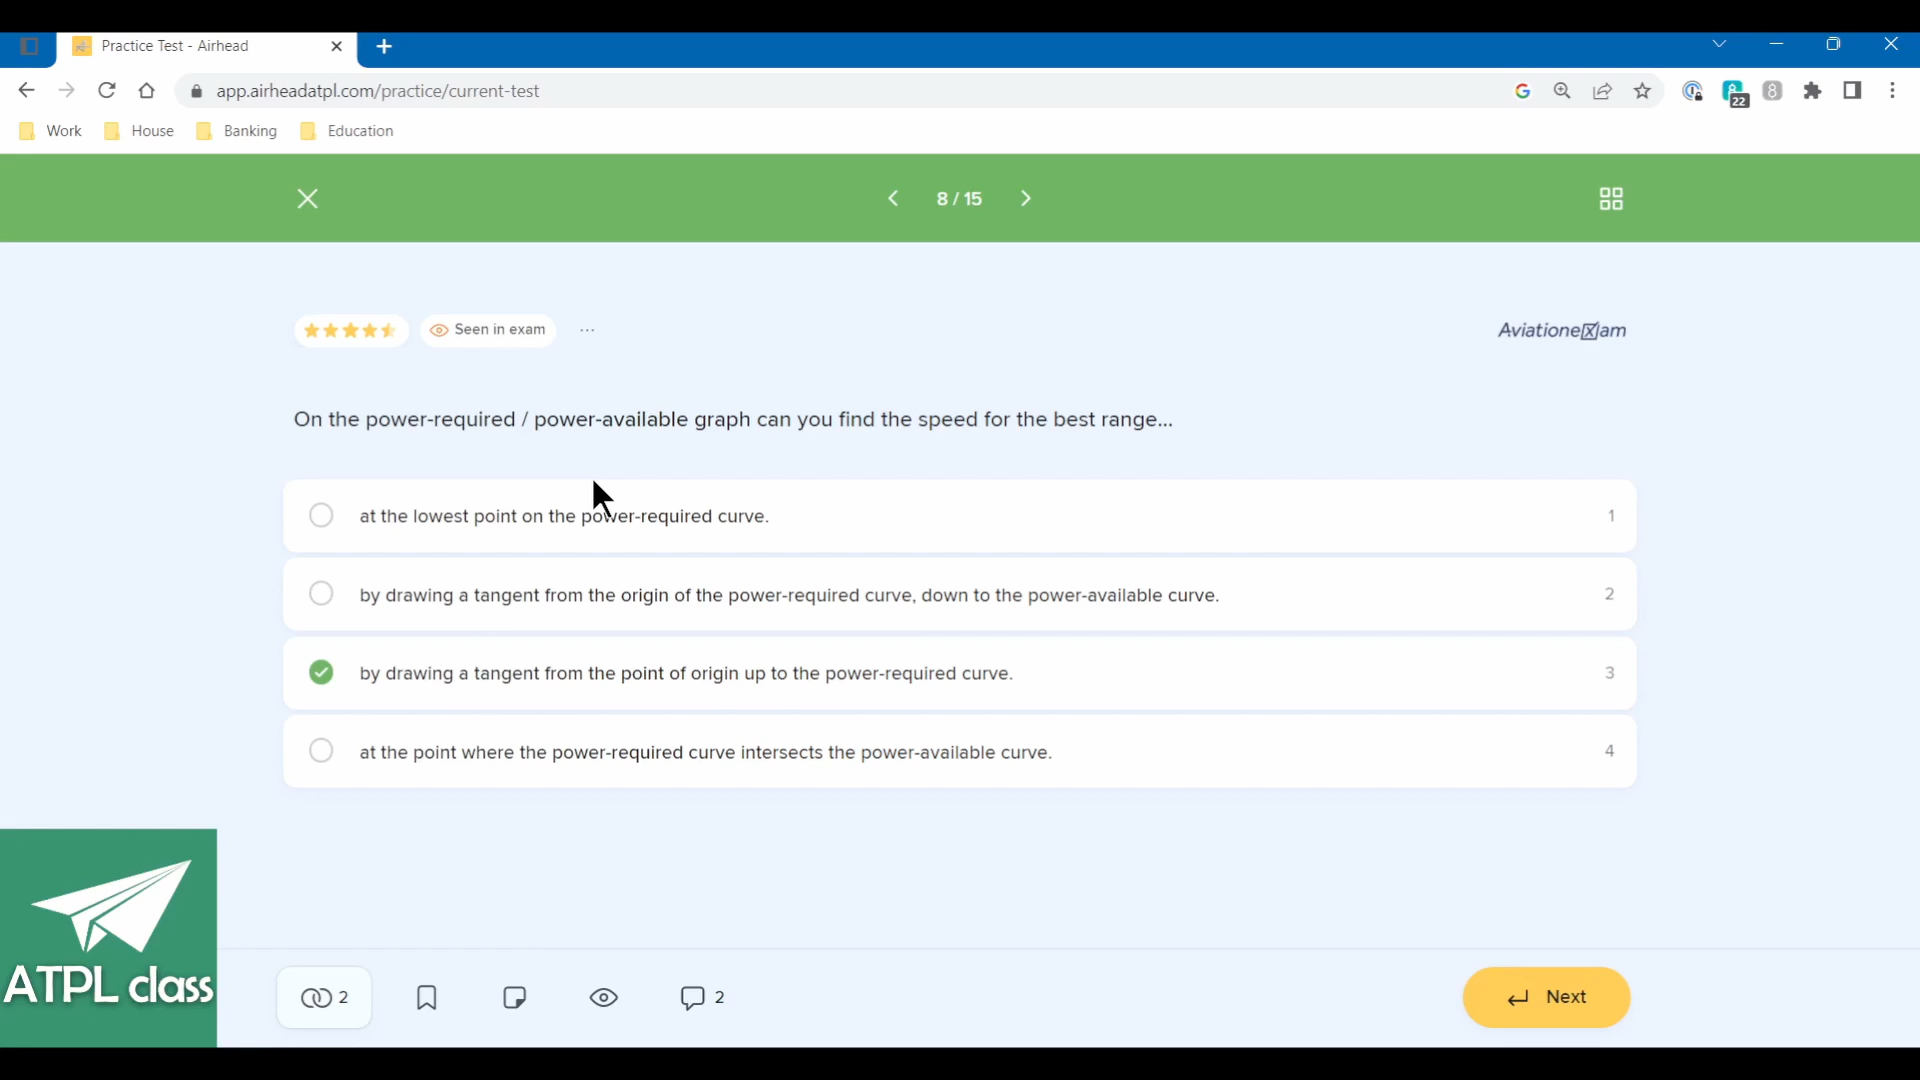 Practice Test - Airhead
app.airheadatpl.com/practice/current-test
22
8
Work House Banking Education
8 / 15
Seen in exam ...
Aviationexam
On the power-required / power-available graph can you find the speed for the best range...
at the lowest point on the power-required curve. 1
by drawing a tangent from the origin of the power-required curve, down to the power-available curve. 2
by drawing a tangent from the point of origin up to the power-required curve. 3
at the point where the power-required curve intersects the power-available curve. 4
ATPL class
2
2
Next